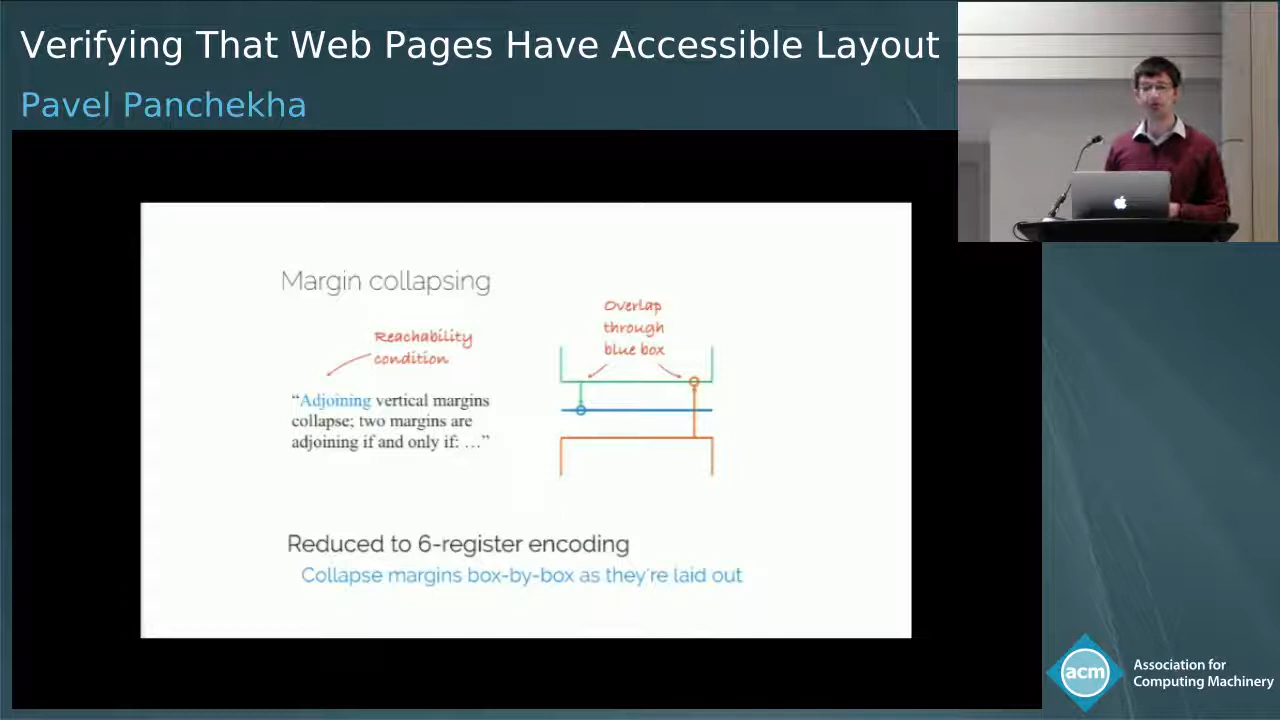 Verifying That Web Pages Have Accessible Layout
Pavel Panchekha
Margin collapsing
Reachability
condition
Overlap
through
blue box
“Adjoining vertical margins
collapse; two margins are
adjoining if and only if: …”
Reduced to 6-register encoding
Collapse margins box-by-box as they’re laid out
acm
Association for
Computing Machinery